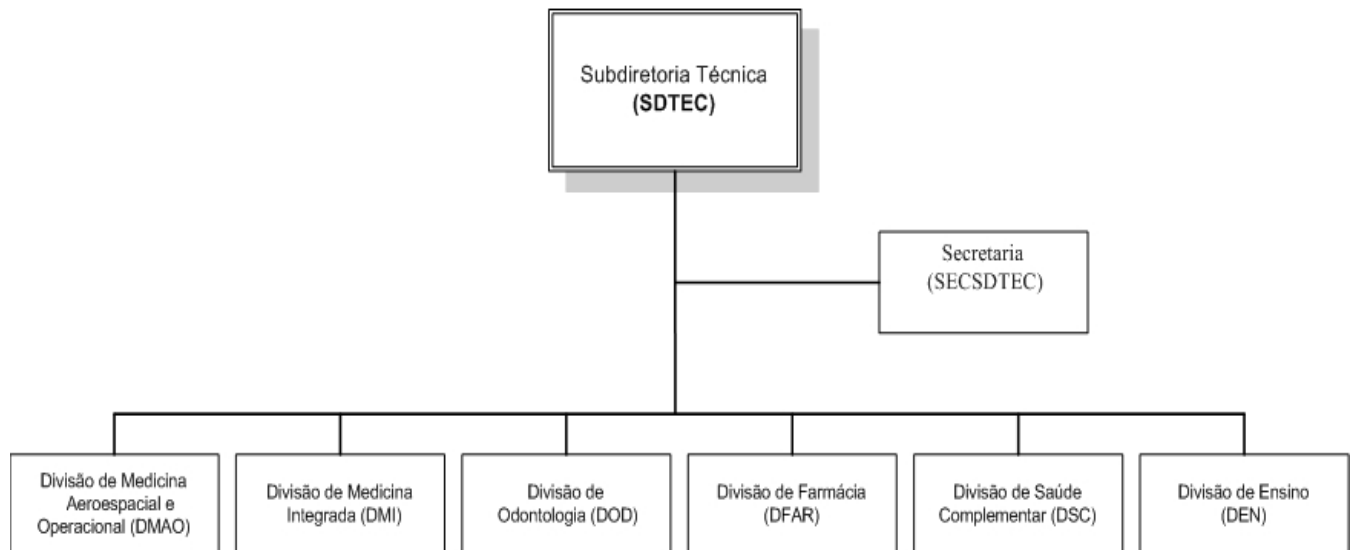 Subdiretoria Técnica
(SDTEC)
Secretaria
(SECSDTEC)
Divisão de Medicina
Aeroespacial e
Operacional (DMAO)
Divisão de Medicina
Integrada (DMI)
Divisão de
Odontologia (DOD)
Divisão de Farmácia
(DFAR)
Divisão de Saúde
Complementar (DSC)
Divisão de Ensino
(DEN)